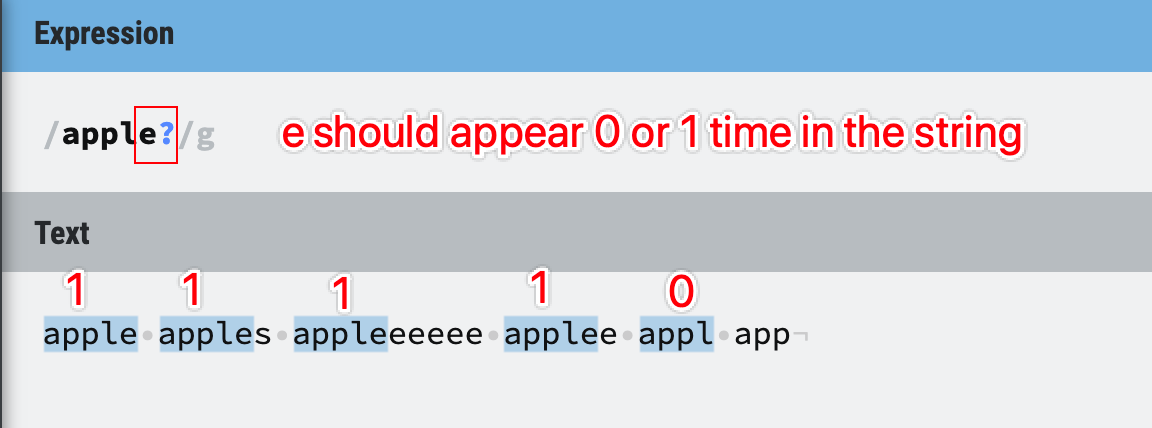 Expression
/apple?/g e should appear 0 or 1 time in the string
Text
1 1 1 1 0
apple·apples·appleeeeee·applee·appl·app¬